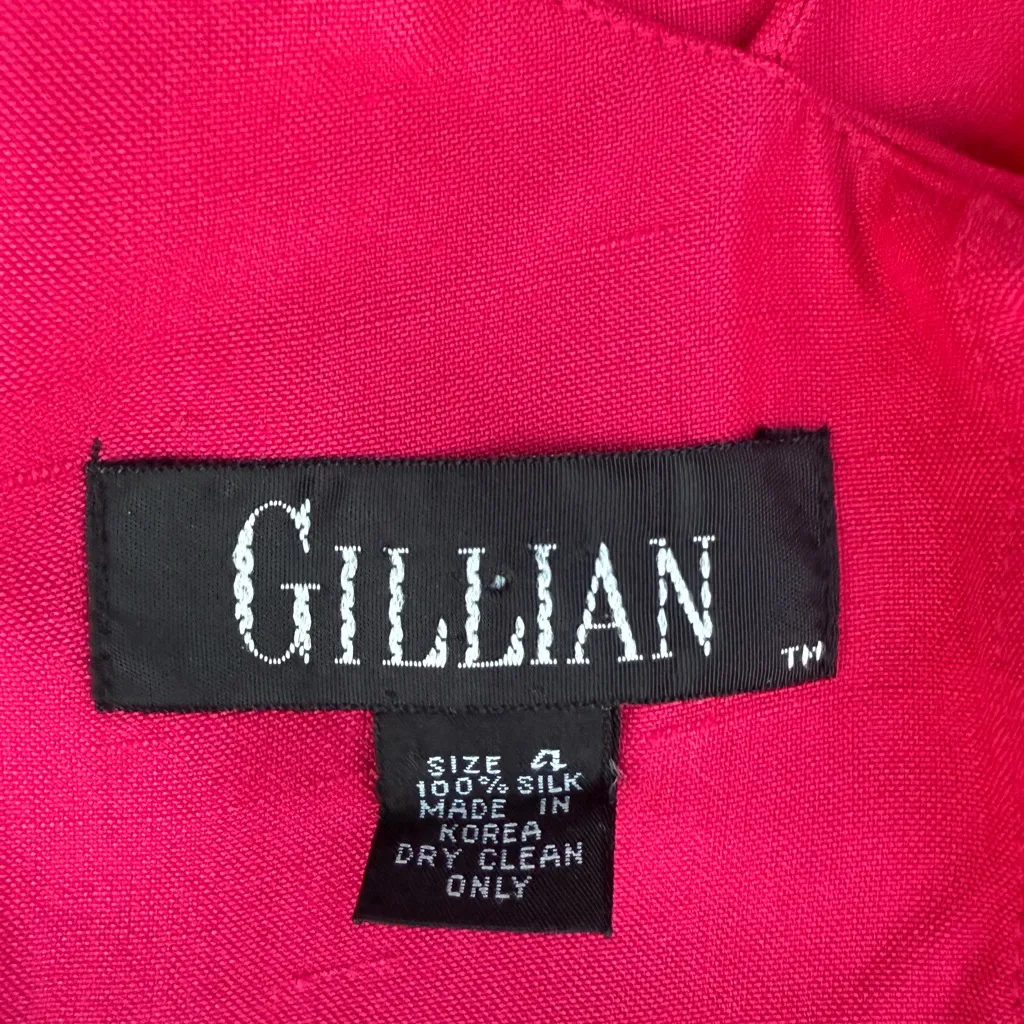 GILLIAN
TM
SIZE 4
100% SILK
MADE IN
KOREA
DRY CLEAN
ONLY